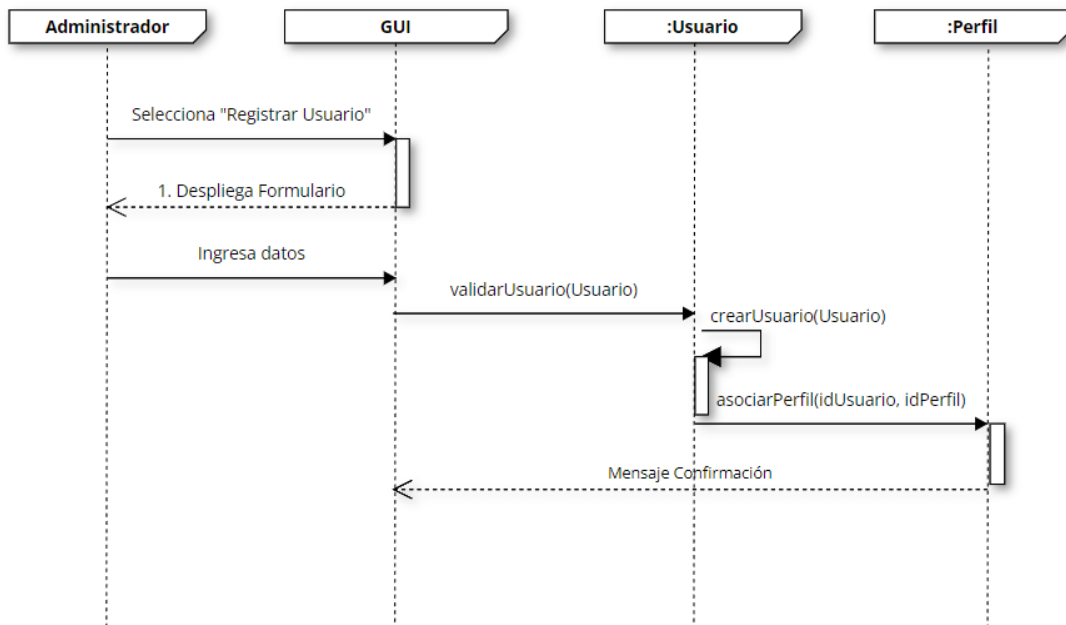 Administrador
GUI
:Usuario
:Perfil
Selecciona "Registrar Usuario"
1. Despliega Formulario
Ingresa datos
validarUsuario(Usuario)
crearUsuario(Usuario)
asociarPerfil(idUsuario, idPerfil)
Mensaje Confirmación